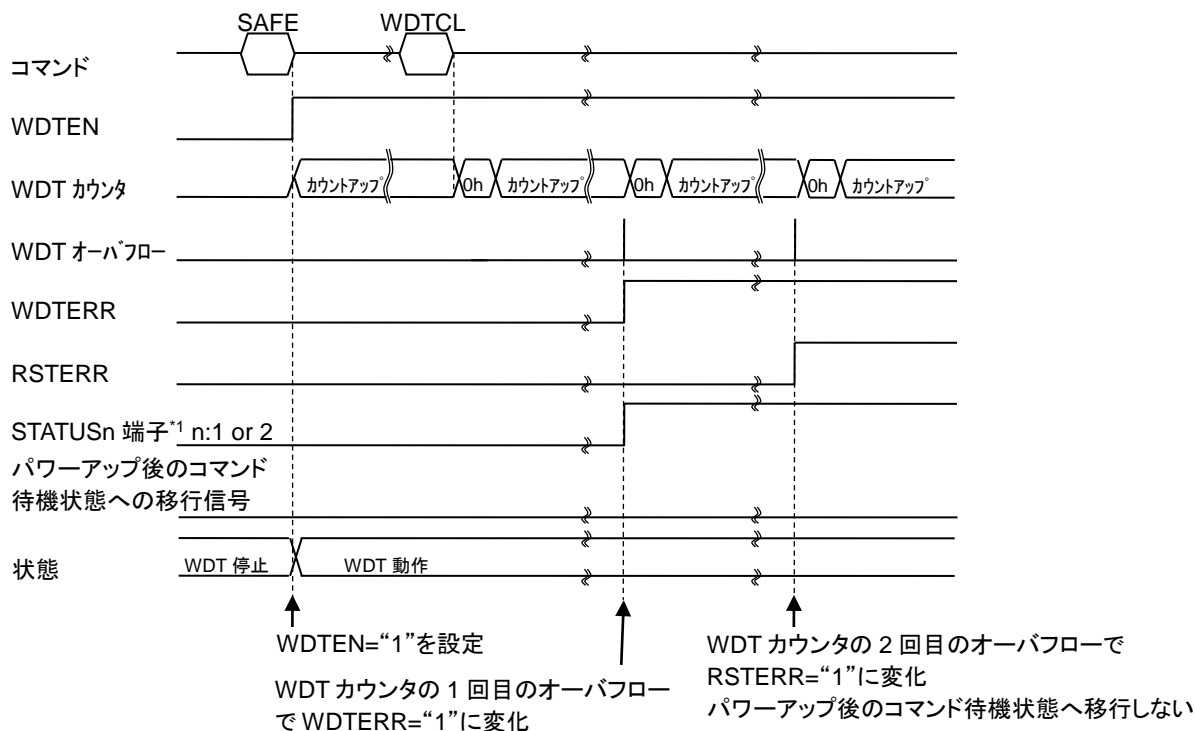 SAFE WDTCL
コマンド
WDTEN
WDT カウンタ カウントアップ 0h カウントアップ 0h カウントアップ 0h カウントアップ
WDT オーバフロー
WDTERR
RSTERR
STATUSn 端子*1 n:1 or 2
パワーアップ後のコマンド
待機状態への移行信号
状態 WDT 停止 WDT 動作
WDTEN=“1”を設定
WDT カウンタの 1 回目のオーバフロー
で WDTERR=“1”に変化
WDT カウンタの 2 回目のオーバフローで
RSTERR=“1”に変化
パワーアップ後のコマンド待機状態へ移行しない